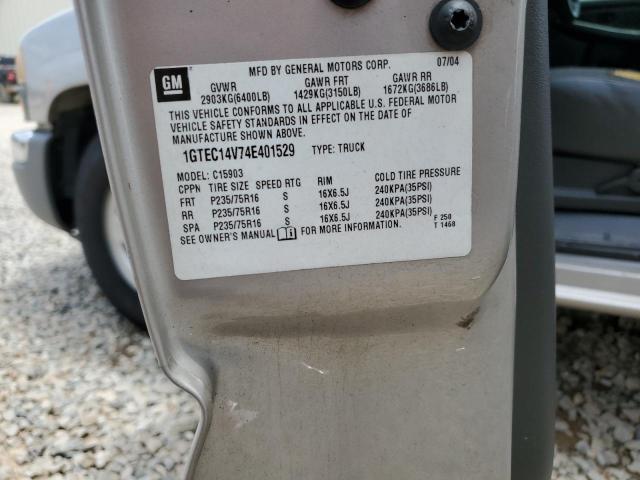 GM
MFD BY GENERAL MOTORS CORP. 07/04
GVWR GAWR FRT GAWR RR
2903KG(6400LB) 1429KG(3150LB) 1672KG(3686LB)
THIS VEHICLE CONFORMS TO ALL APPLICABLE U.S. FEDERAL MOTOR
VEHICLE SAFETY STANDARDS IN EFFECT ON THE DATE OF
MANUFACTURE SHOWN ABOVE.
1GTEC14V74E401529 TYPE: TRUCK
MODEL: C15903
CPPN TIRE SIZE SPEED RTG RIM COLD TIRE PRESSURE
FRT P235/75R16 S 16X6.5J 240KPA(35PSI)
RR P235/75R16 S 16X6.5J 240KPA(35PSI)
SPA P235/75R16 S 16X6.5J 240KPA(35PSI)
SEE OWNER'S MANUAL FOR MORE INFORMATION.
F 250
T 1468